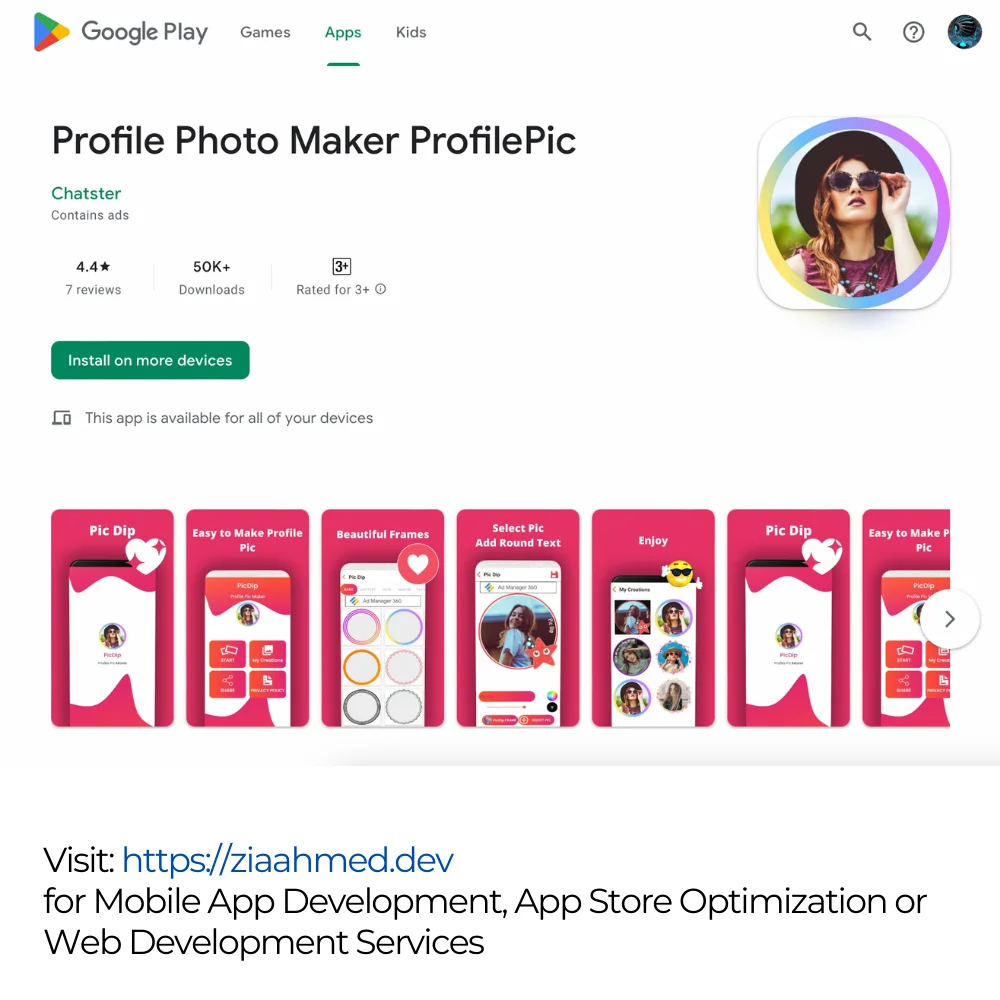 Google Play Games Apps Kids
Profile Photo Maker ProfilePic
Chatster
Contains ads
4.4★ 50K+ 3+
7 reviews Downloads Rated for 3+
Install on more devices
This app is available for all of your devices
Pic Dip
PicDip
Profile Pic Maker
Easy to Make Profile
Pic
PicDip
Profile Pic Maker
START My Creations
SHARE PRIVACY POLICY
Beautiful Frames
Pic Dip
Ad Manager 360
Select Pic
Add Round Text
Pic Dip
Ad Manager 360
Pic Dip
SELECT PIC
Enjoy
My Creations
Pic Dip
PicDip
Profile Pic Maker
Easy to Make P
Pic
PicDip
Profile Pic Maker
START My Crea
SHARE PRIVACY P
Visit: https://ziaahmed.dev
for Mobile App Development, App Store Optimization or
Web Development Services